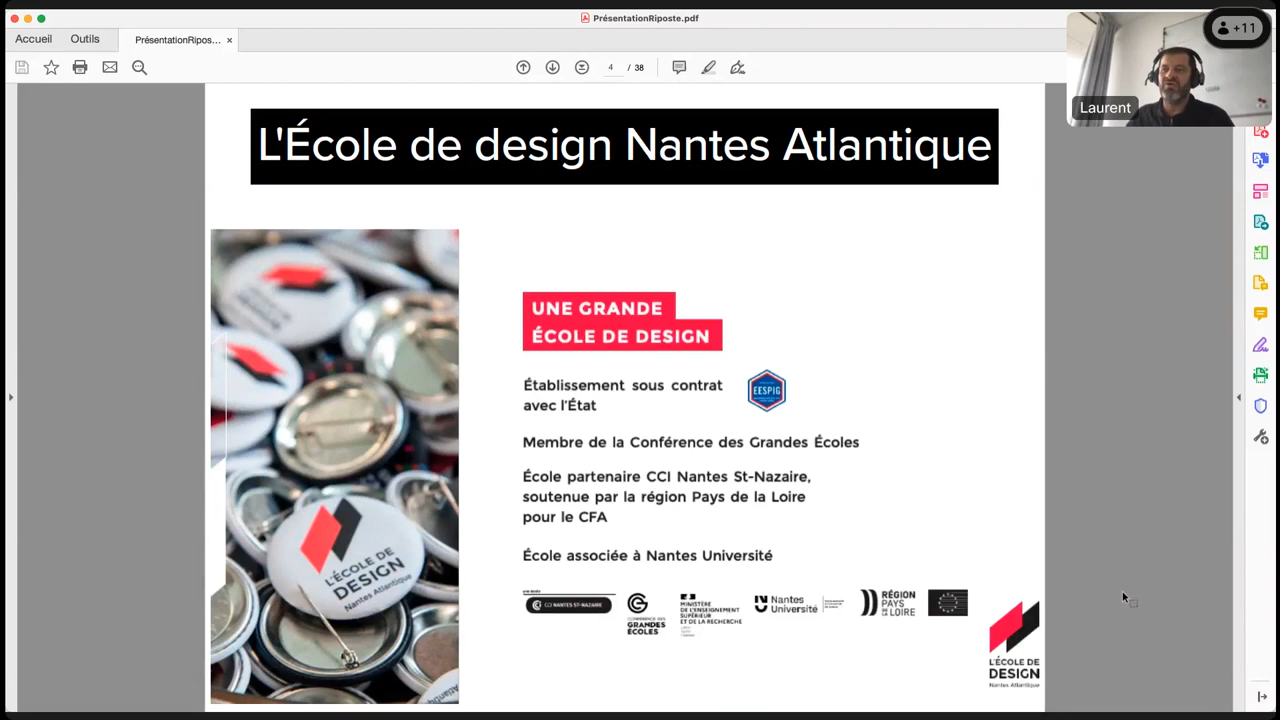 PrésentationRiposte.pdf
Accueil
Outils
PrésentationRipos...
4 / 38
+11
Laurent
L'École de design Nantes Atlantique
UNE GRANDE
ÉCOLE DE DESIGN
Établissement sous contrat
avec l'État
EESPIG
Membre de la Conférence des Grandes Écoles
École partenaire CCI Nantes St-Nazaire,
soutenue par la région Pays de la Loire
pour le CFA
École associée à Nantes Université
L'ÉCOLE DE
DESIGN
Nantes Atlantique
CCI NANTES ST-NAZAIRE
CONFÉRENCE DES
GRANDES
ÉCOLES
MINISTÈRE
DE L'ENSEIGNEMENT
SUPÉRIEUR
ET DE LA RECHERCHE
Nantes
Université
RÉGION
PAYS
DE LA
LOIRE
L'ÉCOLE DE
DESIGN
Nantes Atlantique